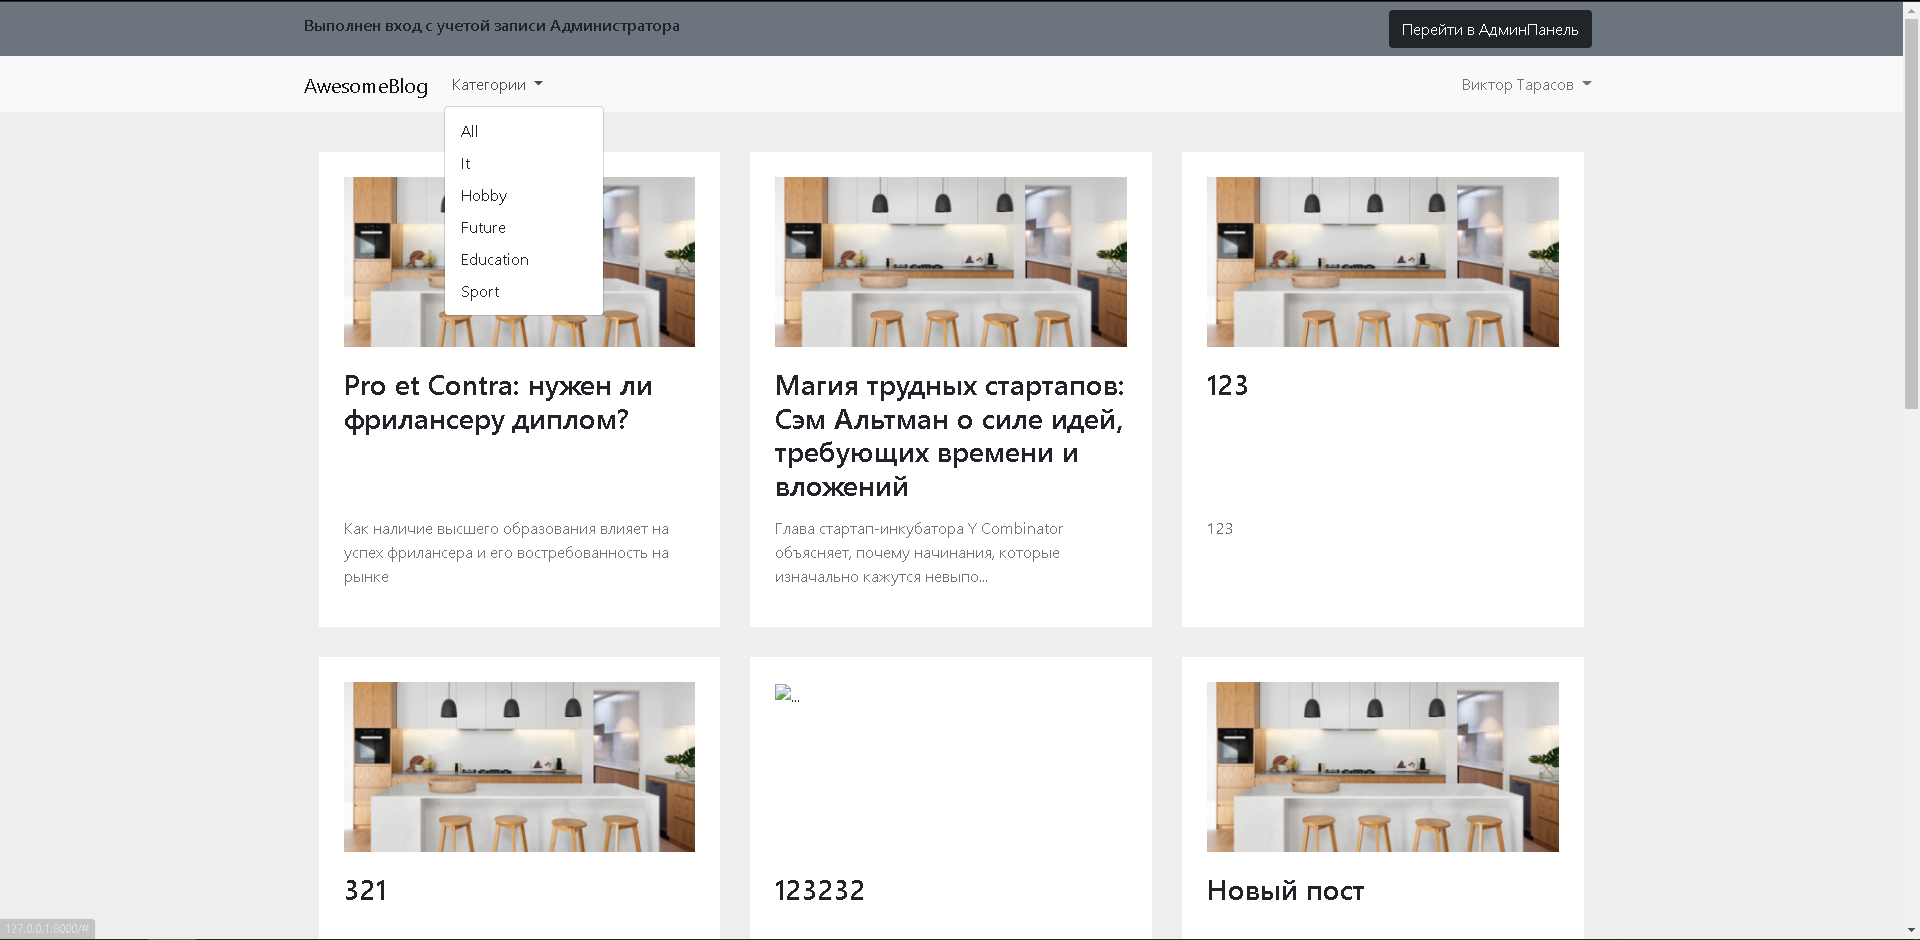 Выполнен вход с учетой записи Администратора
Перейти в АдминПанель
AwesomeBlog
Категории
Виктор Тарасов
All
It
Hobby
Future
Education
Sport
Pro et Contra: нужен ли
фрилансеру диплом?
Как наличие высшего образования влияет на
успех фрилансера и его востребованность на
рынке
Магия трудных стартапов:
Сэм Альтман о силе идей,
требующих времени и
вложений
Глава стартап-инкубатора Y Combinator
объясняет, почему начинания, которые
изначально кажутся невыпо...
123
123
321
...
123232
Новый пост
127.0.0.1:8000/#